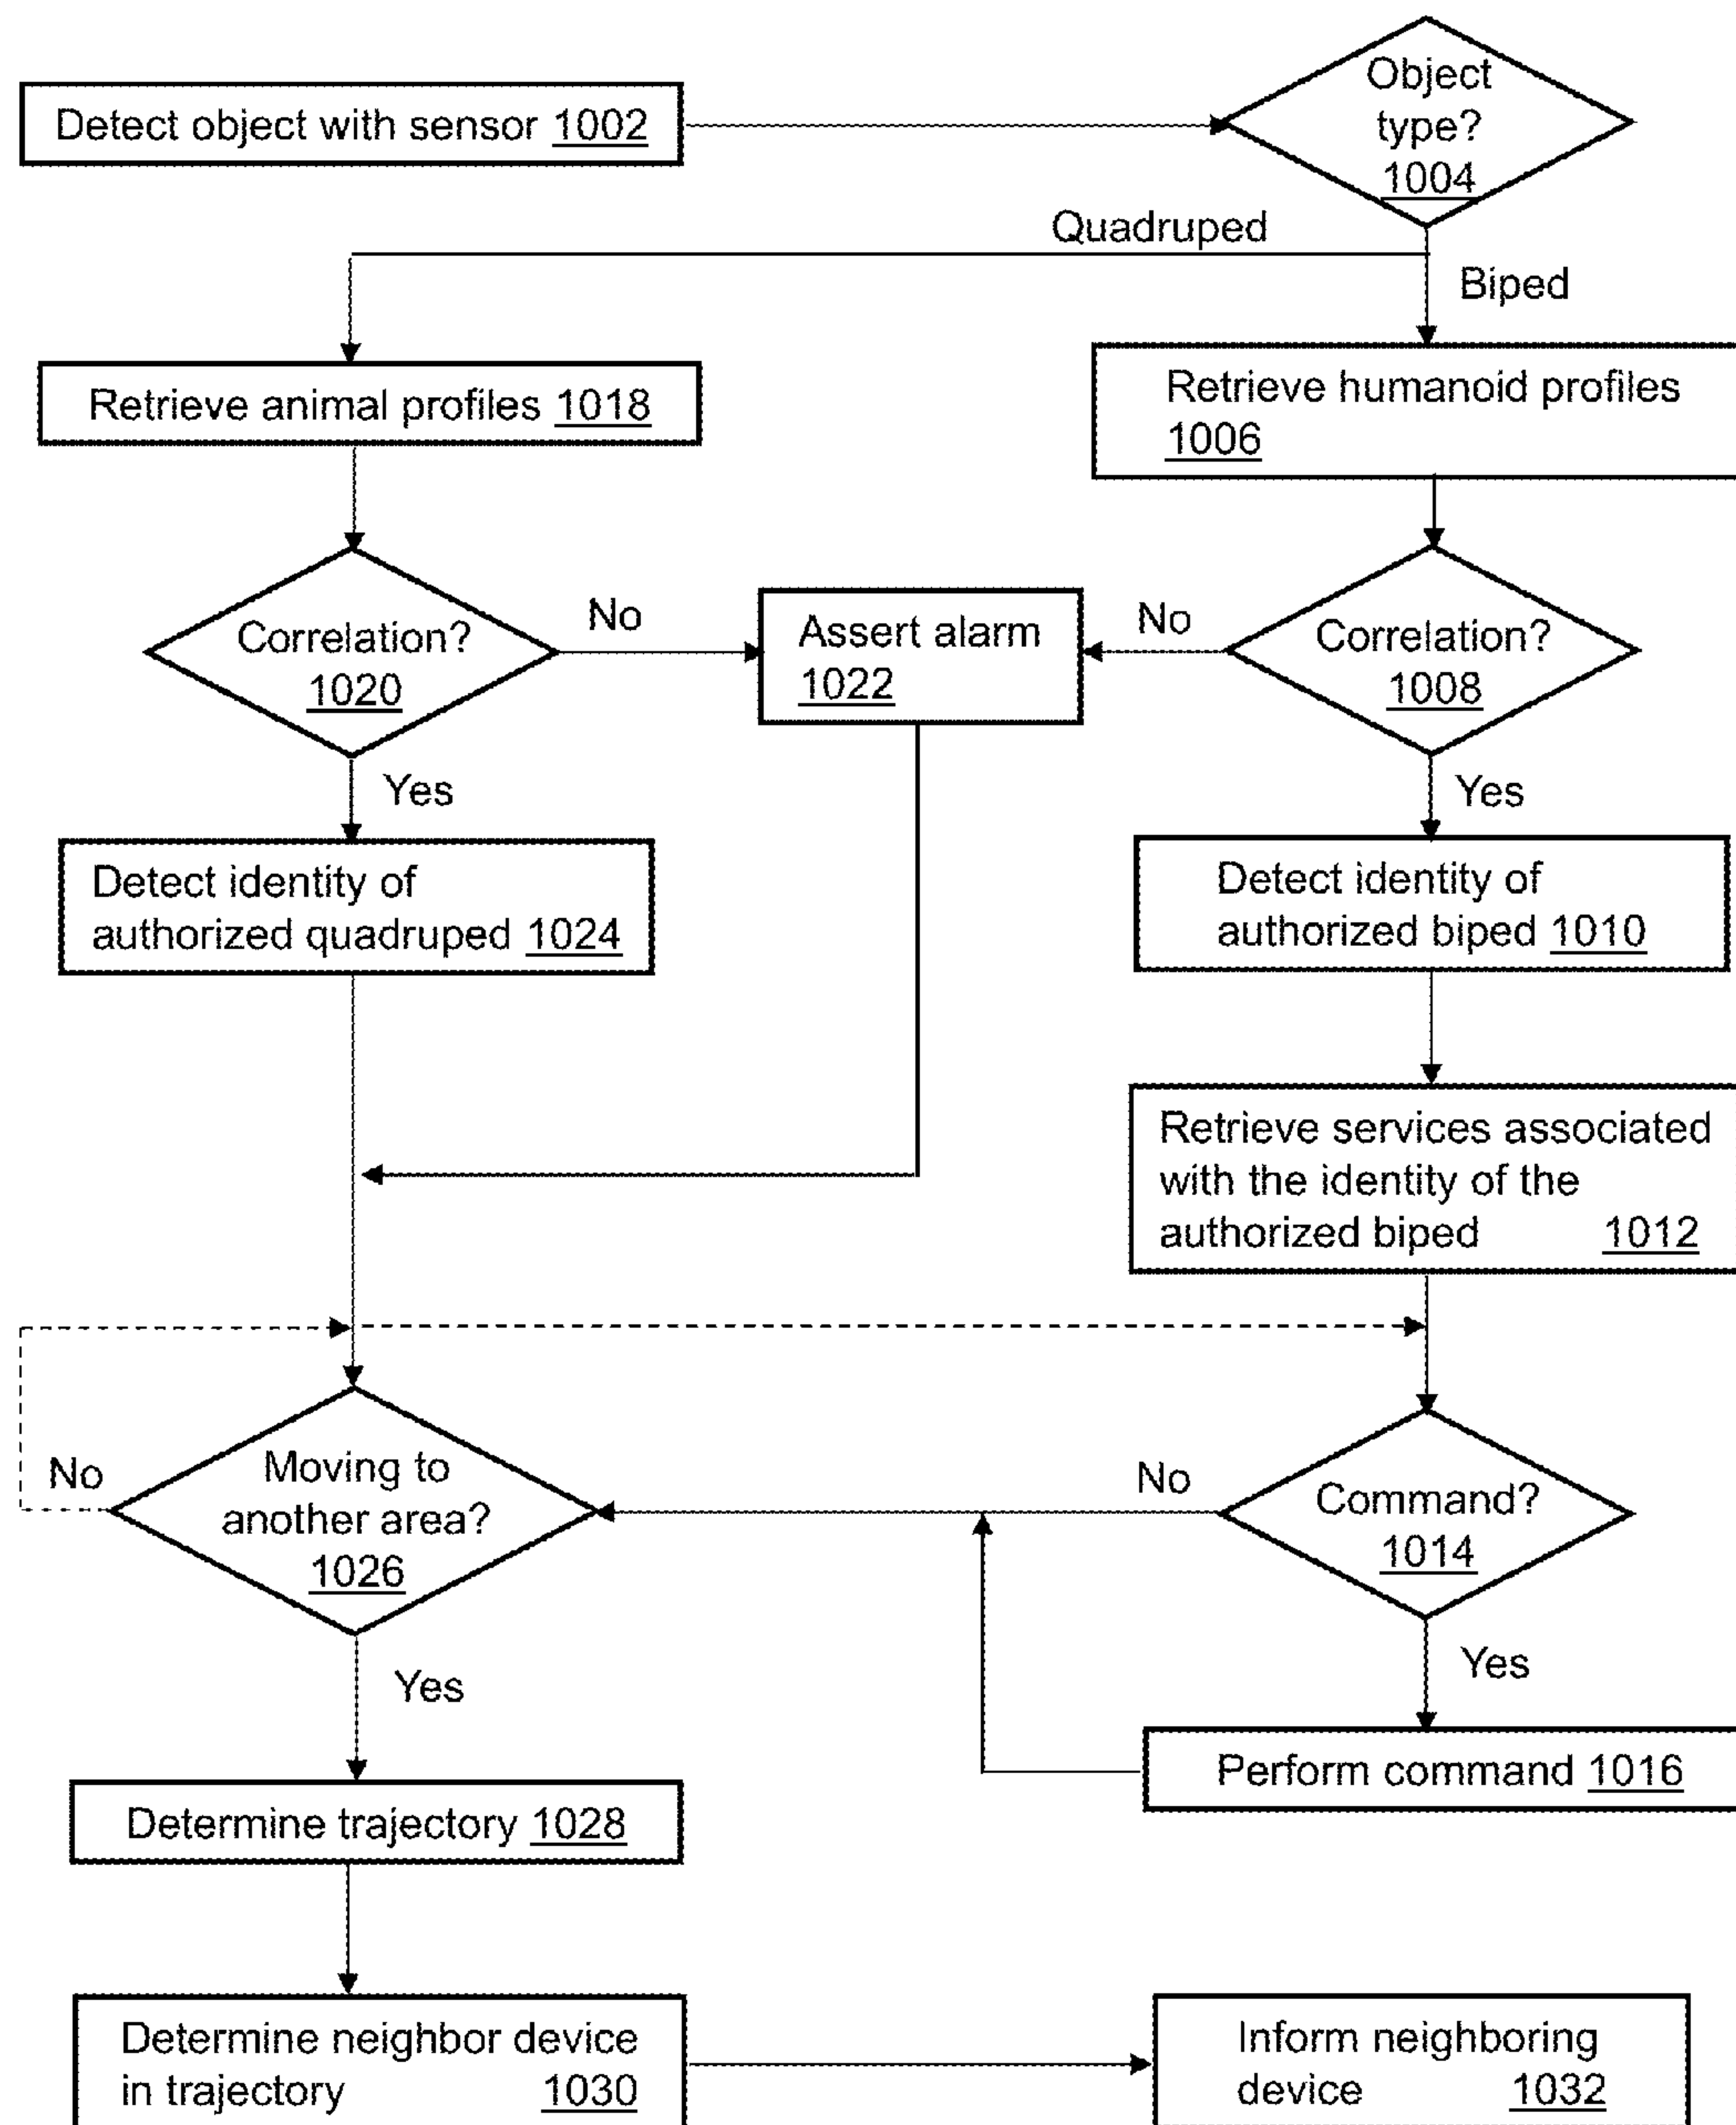 Detect object with sensor 1002
Object
type?
1004
Quadruped
Biped
Retrieve animal profiles 1018
Retrieve humanoid profiles
1006
Correlation?
1020
No
Assert alarm
1022
No
Correlation?
1008
Yes
Yes
Detect identity of
authorized quadruped 1024
Detect identity of
authorized biped 1010
Retrieve services associated
with the identity of the
authorized biped 1012
No
Moving to
another area?
1026
No
Command?
1014
Yes
Yes
Perform command 1016
Determine trajectory 1028
Determine neighbor device
in trajectory 1030
Inform neighboring
device 1032